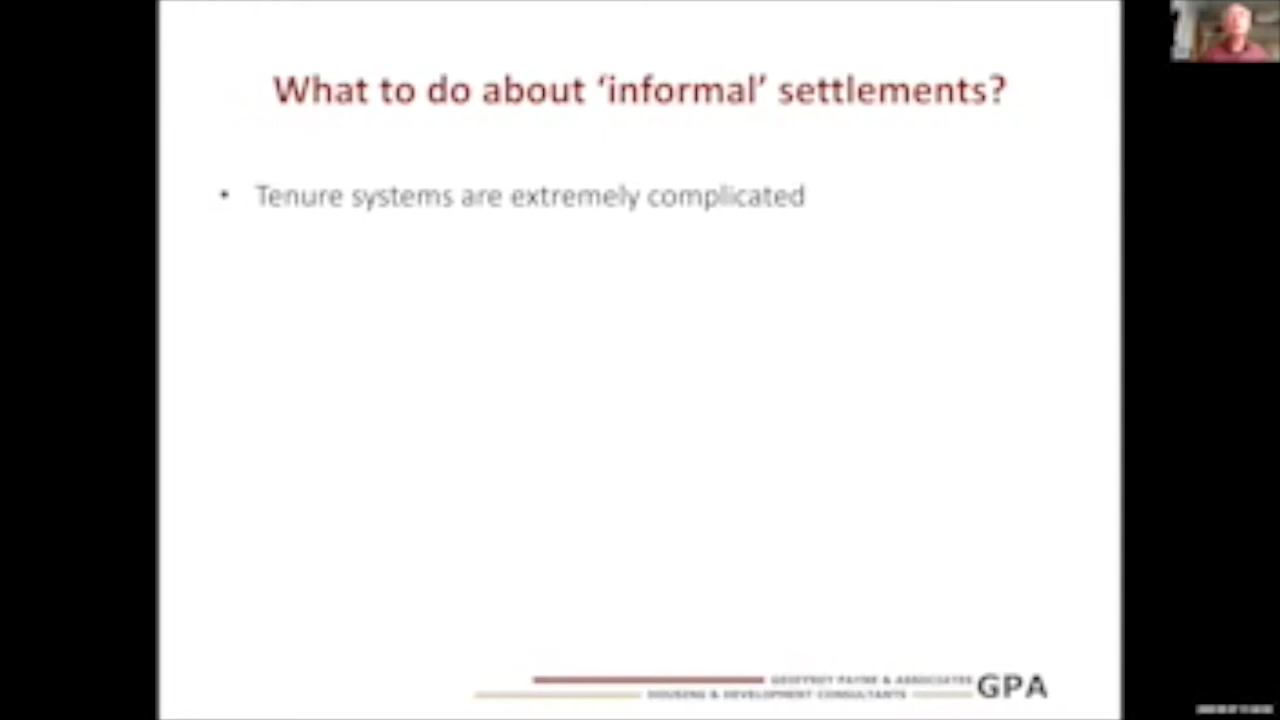 What to do about ‘informal’ settlements?
• Tenure systems are extremely complicated
GEOFFREY PAYNE & ASSOCIATES
HOUSING & DEVELOPMENT CONSULTANTS
GPA